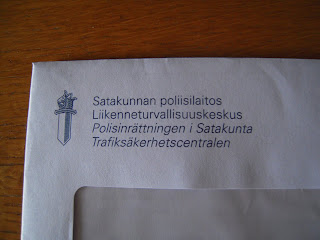 Satakunnan poliisilaitos
Liikenneturvallisuuskeskus
Polisinrättningen i Satakunta
Trafiksäkerhetscentralen